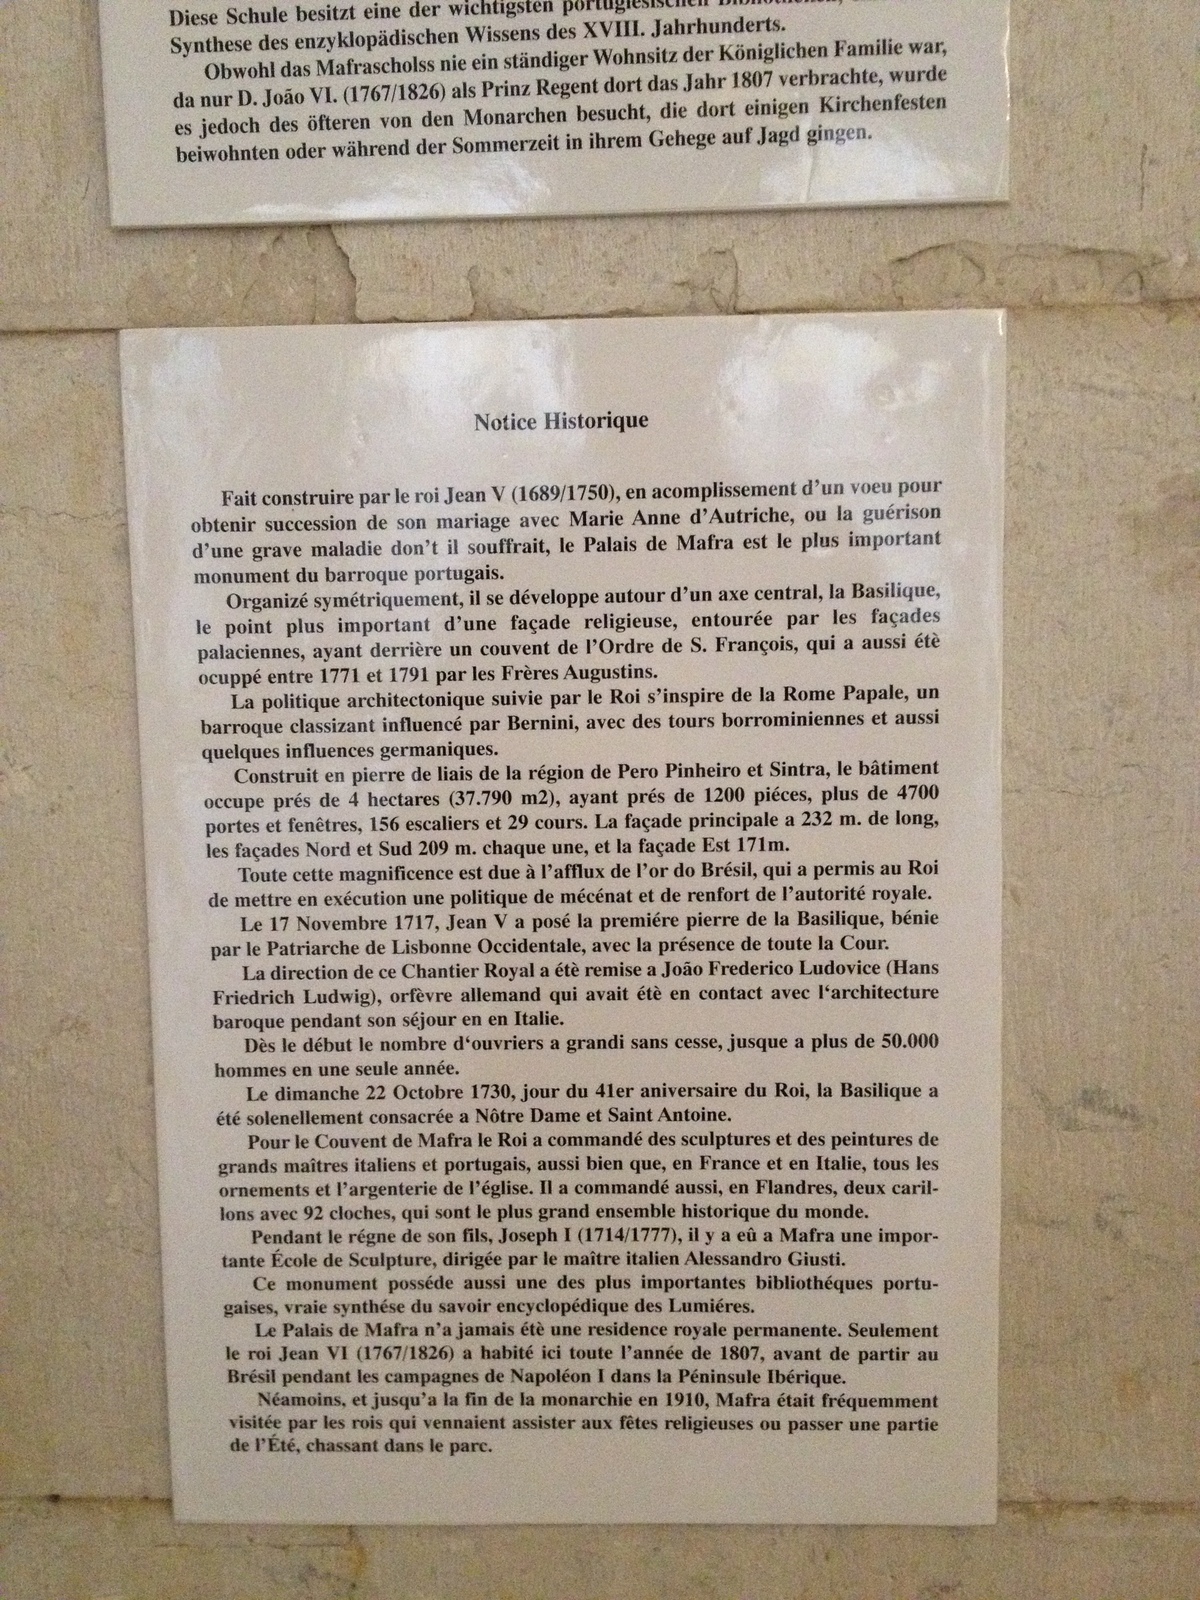 Diese Schule besitzt eine der wichtigsten portugiesischen
Synthese des enzyklopädischen Wissens des XVIII. Jahrhunderts.
Obwohl das Mafrascholss nie ein ständiger Wohnsitz der Königlichen Familie war,
da nur D. João VI. (1767/1826) als Prinz Regent dort das Jahr 1807 verbrachte, wurde
es jedoch des öfteren von den Monarchen besucht, die dort einigen Kirchenfesten
beiwohnten oder während der Sommerzeit in ihrem Gehege auf Jagd gingen.
Notice Historique
Fait construire par le roi Jean V (1689/1750), en acomplissement d'un voeu pour
obtenir succession de son mariage avec Marie Anne d'Autriche, ou la guérison
d'une grave maladie don't il souffrait, le Palais de Mafra est le plus important
monument du barroque portugais.
Organizé symétriquement, il se développe autour d'un axe central, la Basilique,
le point plus important d'une façade religieuse, entourée par les façades
palaciennes, ayant derrière un couvent de l'Ordre de S. François, qui a aussi étè
ocuppé entre 1771 et 1791 par les Frères Augustins.
La politique architectonique suivie par le Roi s'inspire de la Rome Papale, un
barroque classizant influencé par Bernini, avec des tours borrominiennes et aussi
quelques influences germaniques.
Construit en pierre de liais de la région de Pero Pinheiro et Sintra, le bâtiment
occupe prés de 4 hectares (37.790 m2), ayant prés de 1200 piéces, plus de 4700
portes et fenêtres, 156 escaliers et 29 cours. La façade principale a 232 m. de long,
les façades Nord et Sud 209 m. chaque une, et la façade Est 171m.
Toute cette magnificence est due à l'afflux de l'or do Brésil, qui a permis au Roi
de mettre en exécution une politique de mécénat et de renfort de l'autorité royale.
Le 17 Novembre 1717, Jean V a posé la premiére pierre de la Basilique, bénie
par le Patriarche de Lisbonne Occidentale, avec la présence de toute la Cour.
La direction de ce Chantier Royal a étè remise a João Frederico Ludovice (Hans
Friedrich Ludwig), orfèvre allemand qui avait étè en contact avec l‘architecture
baroque pendant son séjour en en Italie.
Dès le début le nombre d‘ouvriers a grandi sans cesse, jusque a plus de 50.000
hommes en une seule année.
Le dimanche 22 Octobre 1730, jour du 41er aniversaire du Roi, la Basilique a
été solenellement consacrée a Nôtre Dame et Saint Antoine.
Pour le Couvent de Mafra le Roi a commandé des sculptures et des peintures de
grands maîtres italiens et portugais, aussi bien que, en France et en Italie, tous les
ornements et l'argenterie de l'église. Il a commandé aussi, en Flandres, deux caril-
lons avec 92 cloches, qui sont le plus grand ensemble historique du monde.
Pendant le régne de son fils, Joseph I (1714/1777), il y a eû a Mafra une impor-
tante École de Sculpture, dirigée par le maître italien Alessandro Giusti.
Ce monument posséde aussi une des plus importantes bibliothéques portu-
gaises, vraie synthése du savoir encyclopédique des Lumiéres.
Le Palais de Mafra n'a jamais étè une residence royale permanente. Seulement
le roi Jean VI (1767/1826) a habité ici toute l'année de 1807, avant de partir au
Brésil pendant les campagnes de Napoléon I dans la Péninsule Ibérique.
Néamoins, et jusqu'a la fin de la monarchie en 1910, Mafra était fréquemment
visitée par les rois qui vennaient assister aux fêtes religieuses ou passer une partie
de l'Été, chassant dans le parc.